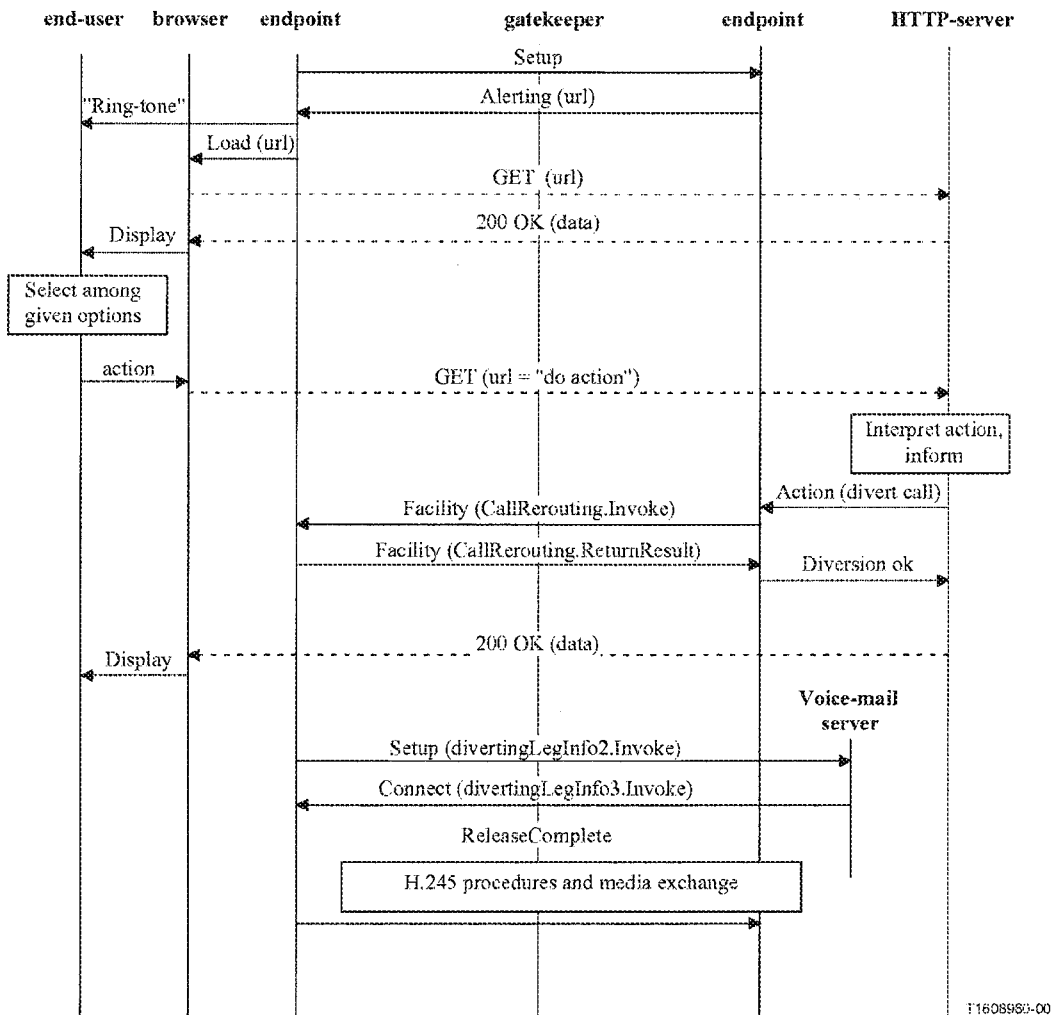 end-user browser endpoint gatekeeper endpoint HTTP-server
Setup
Alerting (url)
"Ring-tone"
Load (url)
GET (url)
200 OK (data)
Display
Select among
given options
action
GET (url = "do action")
Interpret action,
inform
Action (divert call)
Facility (CallRerouting.Invoke)
Facility (CallRerouting.ReturnResult)
Diversion ok
200 OK (data)
Display
Voice-mail
server
Setup (divertingLegInfo2.Invoke)
Connect (divertingLegInfo3.Invoke)
ReleaseComplete
H.245 procedures and media exchange
T1608960-00